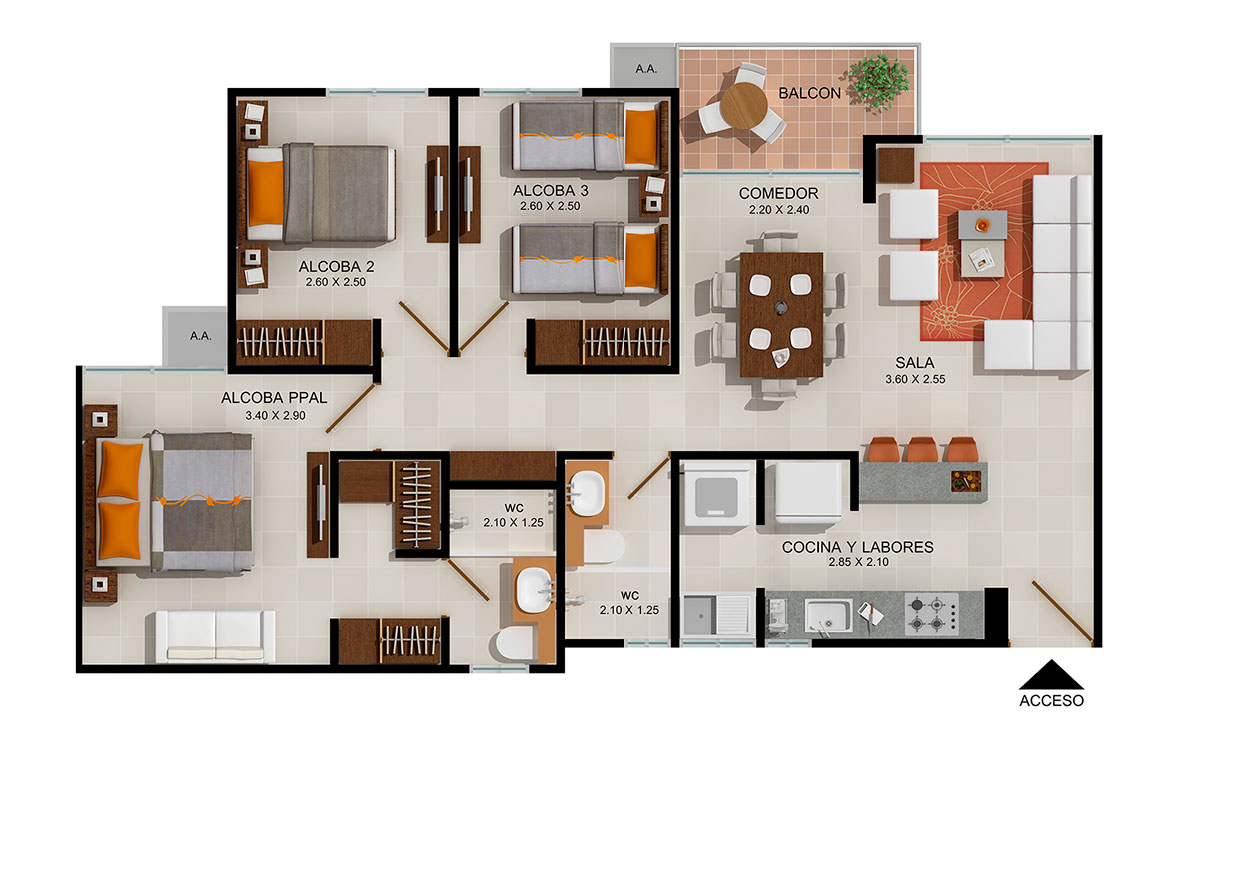 A.A.
BALCON
ALCOBA 3
2.60 X 2.50
COMEDOR
2.20 X 2.40
ALCOBA 2
2.60 X 2.50
A.A.
SALA
3.60 X 2.55
ALCOBA PPAL
3.40 X 2.90
WC
2.10 X 1.25
COCINA Y LABORES
2.85 X 2.10
WC
2.10 X 1.25
ACCESO